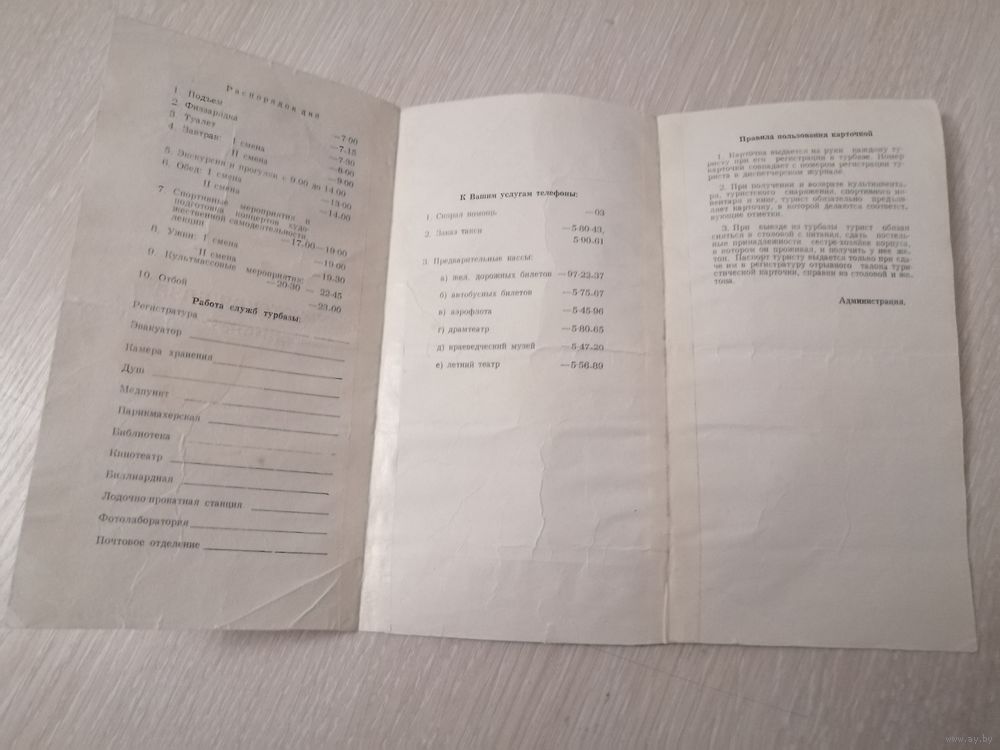 Распорядок дня
1. Подъем —7-00
2. Физзарядка —7-15
3. Туалет —7-30
4. Завтрак: I смена —8-00
II смена —9-00
5. Экскурсии и прогулки с 9.00 до 14.00
6. Обед: I смена —13-00
II смена —14.00
7. Спортивные мероприятия и
подготовка концертов худо-
жественной самодеятельности,
лекции —17.00—19.00
8. Ужин: I смена —19.00
II смена —19-30
9. Культмассовые мероприятия:
—20-30 — 22-45
10. Отбой —23.00
Работа служб турбазы:
Регистратура
Эвакуатор
Камера хранения
Душ
Медпункт
Парикмахерская
Библиотека
Кинотеатр
Биллиардная
Лодочно-прокатная станция
Фотолаборатория
Почтовое отделение
К Вашим услугам телефоны:
1. Скорая помощь —03
2. Заказ такси —5-80-43,
5-00-61
3. Предварительные кассы:
а) жел. дорожных билетов —97-23-37
б) автобусных билетов —5-75-07
в) аэрофлота —5-45-96
г) драмтеатр —5-80-65
д) краеведческий музей —5-47-20
е) летний театр —5-56-89
Правила пользования карточкой
1. Карточка выдается на руки каждому ту-
ристу при его регистрации в турбазе. Номер
карточки совпадает с номером регистрации ту-
риста в диспетчерском журнале.
2. При получении и возврате культинвента-
ря, туристского снаряжения, спортивного ин-
вентаря и книг, турист обязательно предъяв-
ляет карточку, в которой делаются соответст-
вующие отметки.
3. При выезде из турбазы турист обязан
сняться в столовой с питания, сдать постель-
ные принадлежности сестре-хозяйке корпуса,
в котором он проживал, и получить у нее же-
тон. Паспорт туристу выдается только при сда-
че им в регистратуру отрывного талона тури-
стической карточки, справки из столовой и же-
тона.
Администрация.
www.ay.by